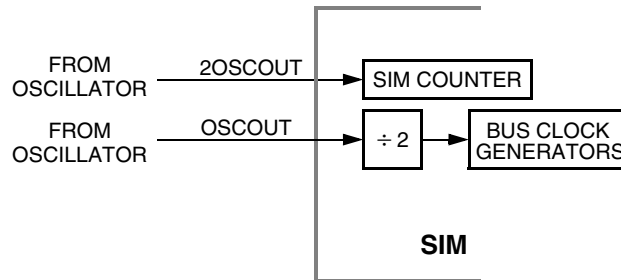 FROM
OSCILLATOR
2OSCOUT
SIM COUNTER
FROM
OSCILLATOR
OSCOUT
÷ 2
BUS CLOCK
GENERATORS
SIM